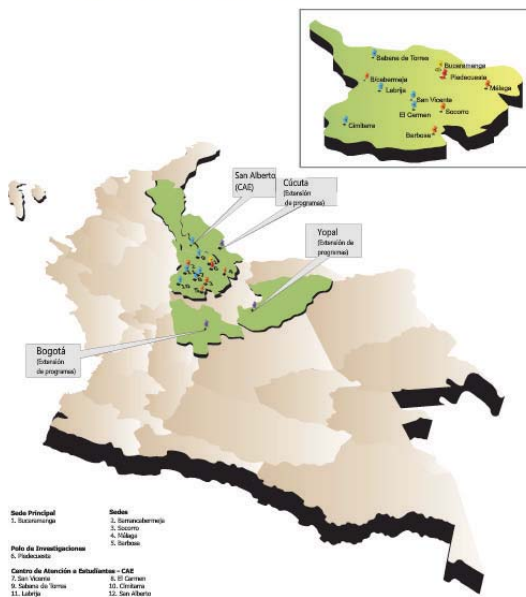 Sabana de Torres
Bucaramanga
Piedecuesta
B/cabermeja
Málaga
Lebrija
San Vicente
El Carmen
Socorro
Cimitarra
Barbosa
San Alberto
(CAE)
Cúcuta
(Extensión
de programas)
Yopal
(Extensión de
programas)
Bogotá
(Extensión
de programas)
Sede Principal
1. Bucaramanga
Sedes
2. Barrancabermeja
3. Socorro
4. Málaga
5. Barbosa
Polo de Investigaciones
6. Piedecuesta
Centro de Atención a Estudiantes - CAE
7. San Vicente
8. El Carmen
9. Sabana de Torres
10. Cimitarra
11. Lebrija
12. San Alberto